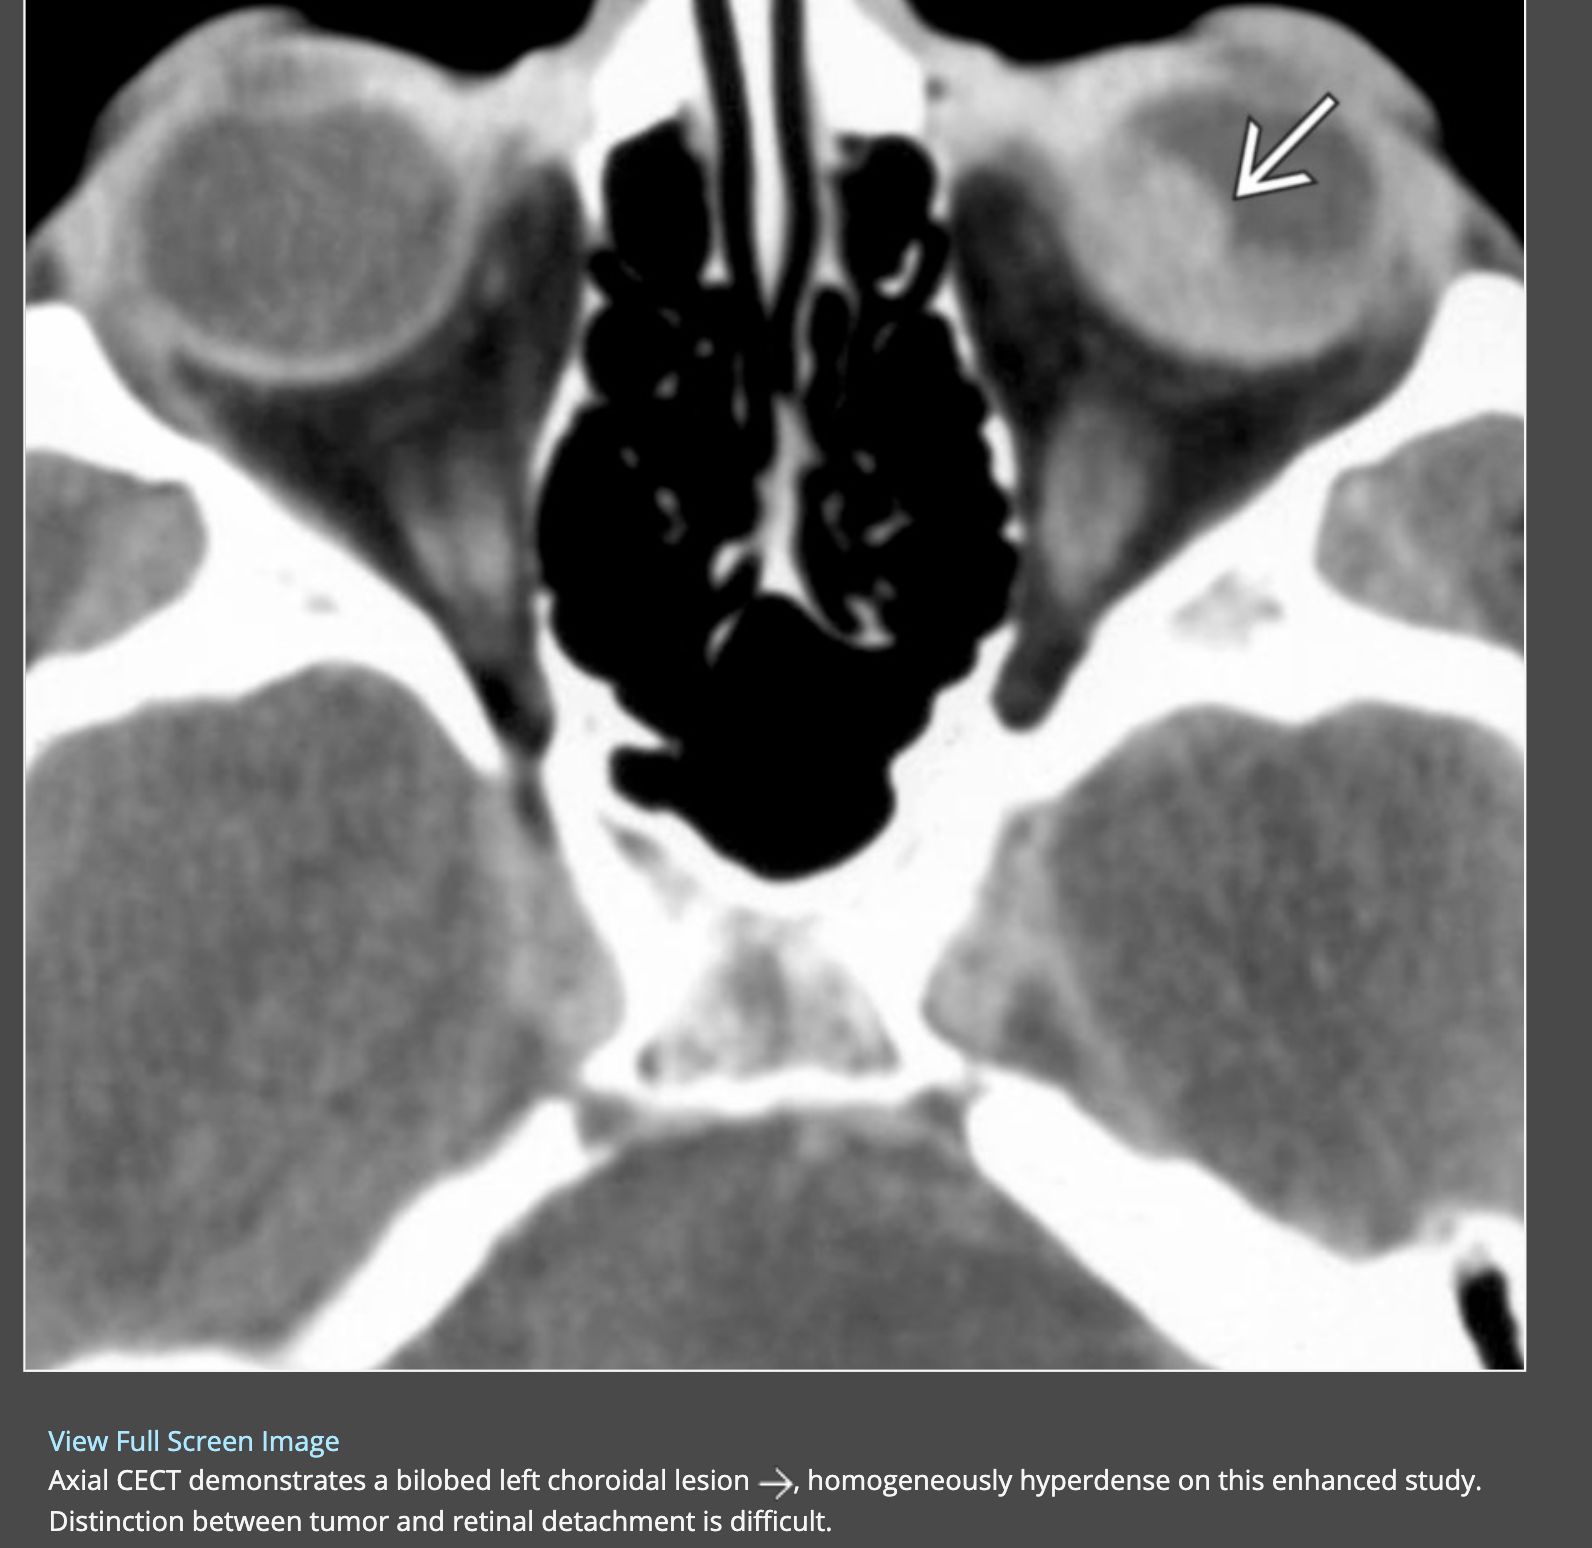 View Full Screen Image
Axial CECT demonstrates a bilobed left choroidal lesion →, homogeneously hyperdense on this enhanced study.
Distinction between tumor and retinal detachment is difficult.